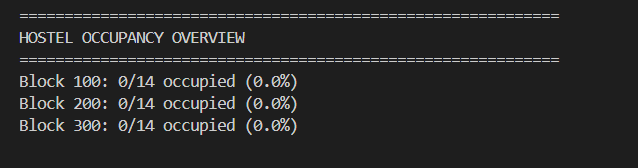 ============================================================
HOSTEL OCCUPANCY OVERVIEW
============================================================
Block 100: 0/14 occupied (0.0%)
Block 200: 0/14 occupied (0.0%)
Block 300: 0/14 occupied (0.0%)